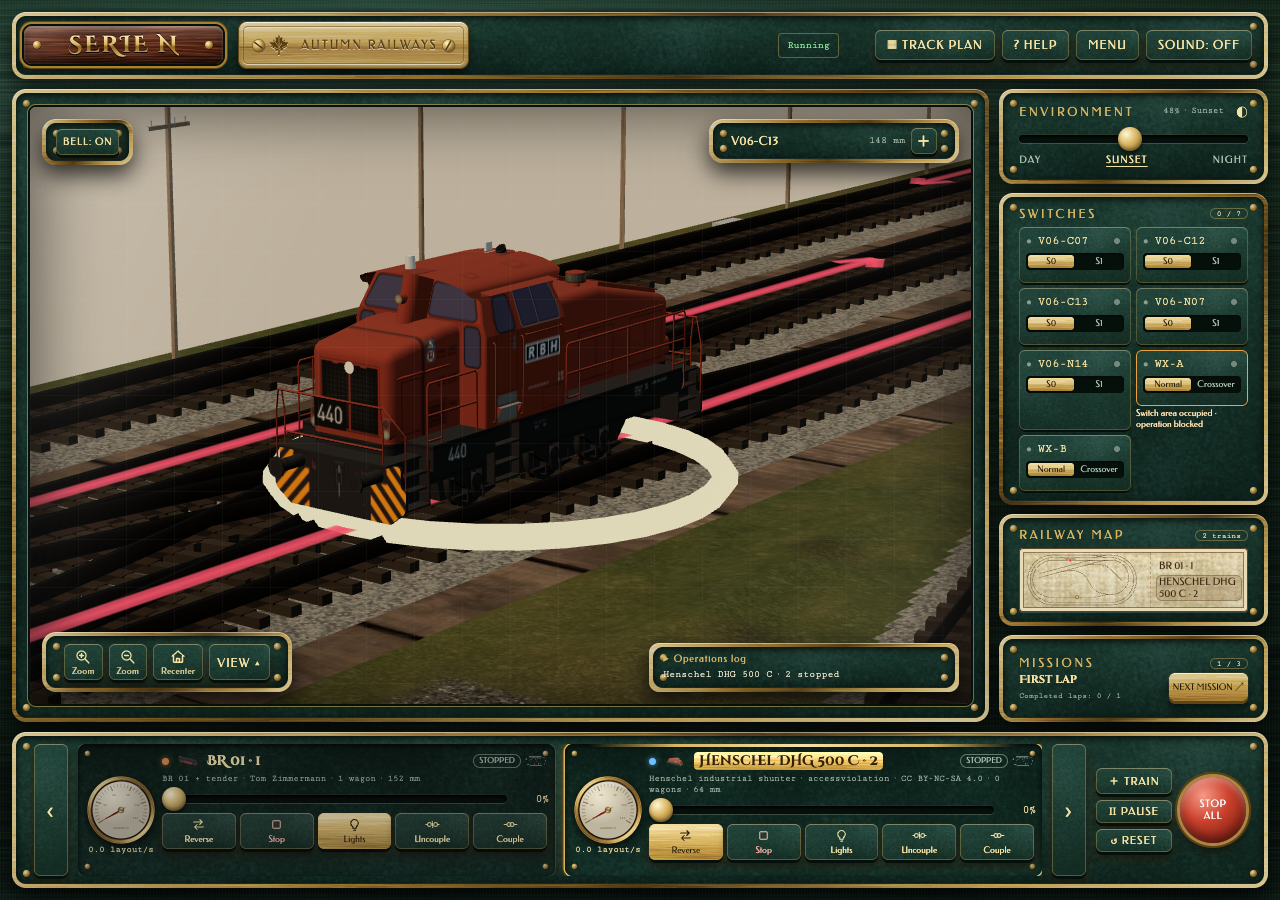 SERIE N
AUTUMN RAILWAYS
Running
▦ TRACK PLAN
? HELP
MENU
SOUND: OFF
BELL: ON
V06-C13
148 mm
+
RBH
440
440
Zoom
Zoom
Recenter
VIEW ▴
Operations log
Henschel DHG 500 C · 2 stopped
ENVIRONMENT
48% · Sunset
DAY
SUNSET
NIGHT
SWITCHES
0 / 7
V06-C07
S0
S1
V06-C12
S0
S1
V06-C13
S0
S1
V06-N07
S0
S1
V06-N14
S0
S1
WX-A
Normal
Crossover
Switch area occupied ·
operation blocked
WX-B
Normal
Crossover
RAILWAY MAP
2 trains
BR 01 · 1
HENSCHEL DHG
500 C · 2
MISSIONS
1 / 3
FIRST LAP
Completed laps: 0 / 1
NEXT MISSION
BR 01 · 1
STOPPED
BR 01 + tender · Tom Zimmermann · 1 wagon · 152 mm
0%
0.0 layout/s
Reverse
Stop
Lights
Uncouple
Couple
HENSCHEL DHG 500 C · 2
STOPPED
Henschel industrial shunter · accessviolation · CC BY-NC-SA 4.0 · 0
wagons · 64 mm
0%
0.0 layout/s
Reverse
Stop
Lights
Uncouple
Couple
+ TRAIN
II PAUSE
↺ RESET
STOP
ALL